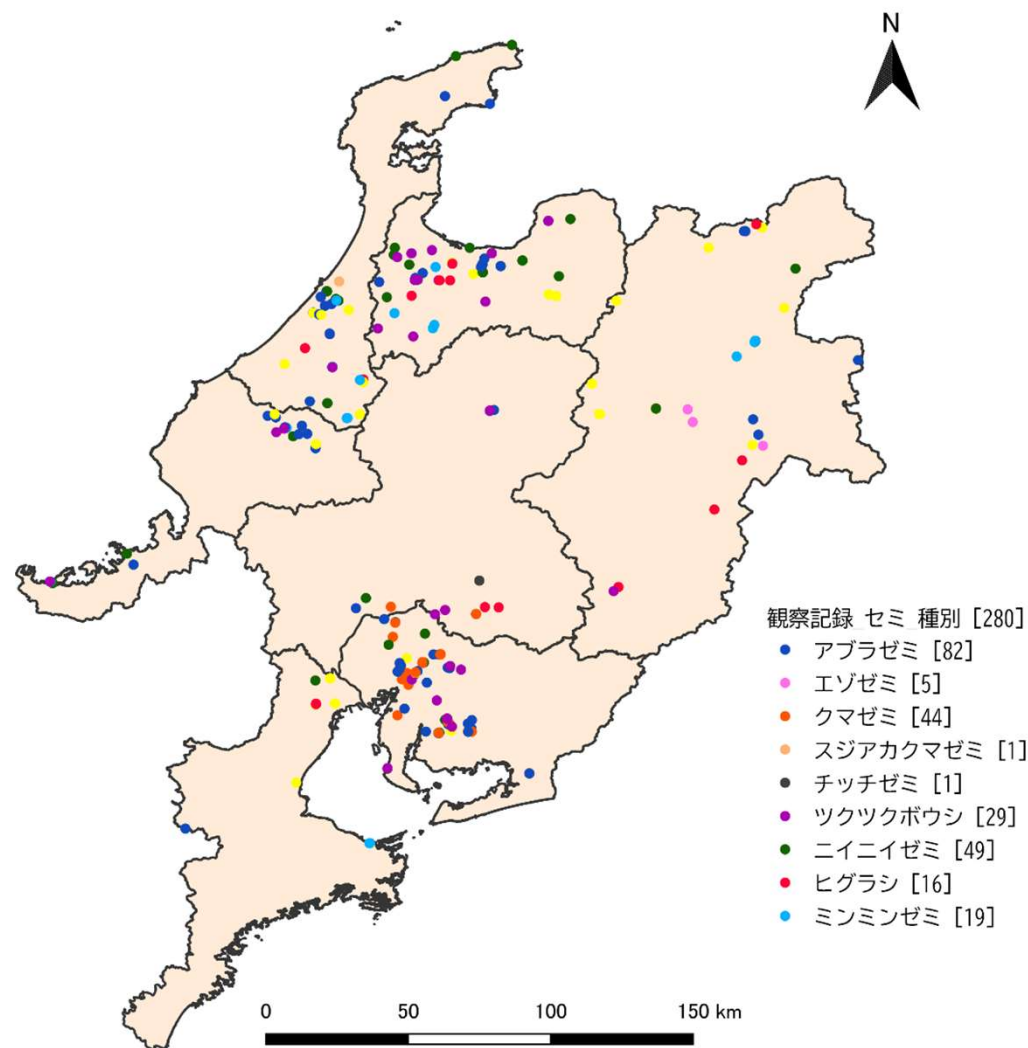 N
観察記録 セミ 種別 [280]
アブラゼミ [82]
エゾゼミ [5]
クマゼミ [44]
スジアカクマゼミ [1]
チッチゼミ [1]
ツクツクボウシ [29]
ニイニイゼミ [49]
ヒグラシ [16]
ミンミンゼミ [19]
0 50 100 150 km